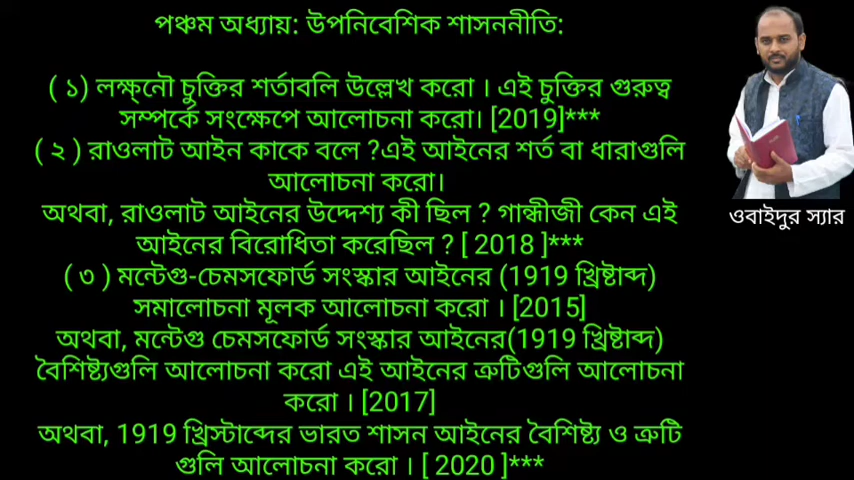 পঞ্চম অধ্যায়: উপনিবেশিক শাসননীতি:
( ১) লক্ষ্নৌ চুক্তির শর্তাবলি উল্লেখ করো । এই চুক্তির গুরুত্ব
সম্পর্কে সংক্ষেপে আলোচনা করো। [2019]***
( ২ ) রাওলাট আইন কাকে বলে ?এই আইনের শর্ত বা ধারাগুলি
আলোচনা করো।
অথবা, রাওলাট আইনের উদ্দেশ্য কী ছিল ? গান্ধীজী কেন এই
আইনের বিরোধিতা করেছিল ? [ 2018 ]***
( ৩ ) মন্টেগু-চেমসফোর্ড সংস্কার আইনের (1919 খ্রিষ্টাব্দ)
সমালোচনা মূলক আলোচনা করো । [2015]
অথবা, মন্টেগু চেমসফোর্ড সংস্কার আইনের(1919 খ্রিষ্টাব্দ)
বৈশিষ্ট্যগুলি আলোচনা করো এই আইনের ত্রুটিগুলি আলোচনা
করো । [2017]
অথবা, 1919 খ্রিস্টাব্দের ভারত শাসন আইনের বৈশিষ্ট্য ও ত্রুটি
গুলি আলোচনা করো । [ 2020 ]***
ওবাইদুর স্যার